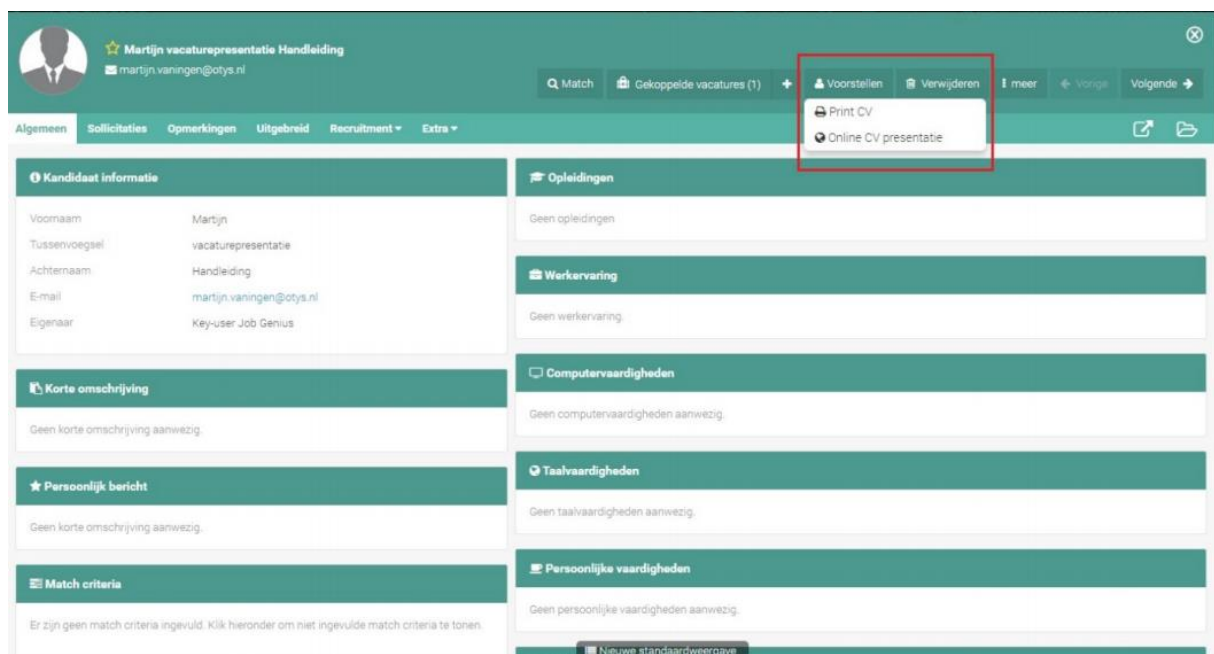 Martijn vacaturepresentatie Handleiding
martijn.vaningen@otys.nl
Match
Gekoppelde vacatures (1)
Voorstellen
Verwijderen
meer
Vorige
Volgende
Print CV
Online CV presentatie
Algemeen
Sollicitaties
Opmerkingen
Uitgebreid
Recruitment
Extra
Kandidaat informatie
Voornaam Martijn
Tussenvoegsel vacaturepresentatie
Achternaam Handleiding
E-mail martijn.vaningen@otys.nl
Eigenaar Key-user Job Genius
Korte omschrijving
Geen korte omschrijving aanwezig.
Persoonlijk bericht
Geen korte omschrijving aanwezig.
Match criteria
Er zijn geen match criteria ingevuld. Klik hieronder om niet ingevulde match criteria te tonen.
Opleidingen
Geen opleidingen
Werkervaring
Geen werkervaring.
Computervaardigheden
Geen computervaardigheden aanwezig.
Taalvaardigheden
Geen taalvaardigheden aanwezig.
Persoonlijke vaardigheden
Geen persoonlijke vaardigheden aanwezig.
Nieuwe standaardweergave